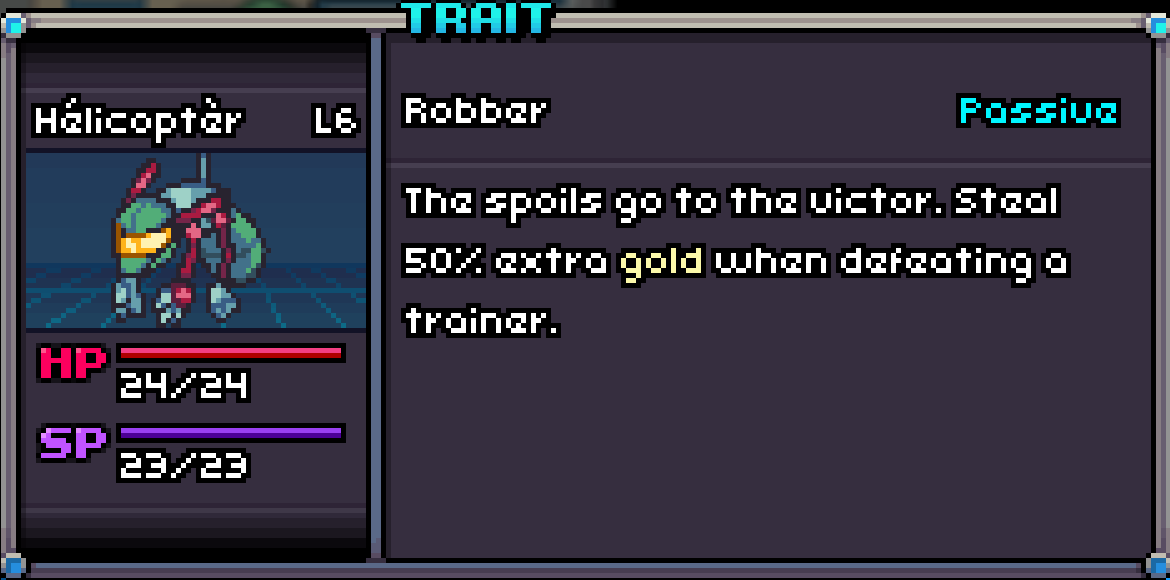 TRAIT
Hélicoptèr L6
Robber Passive
The spoils go to the victor. Steal
50% extra gold when defeating a
trainer.
HP
24/24
SP
23/23